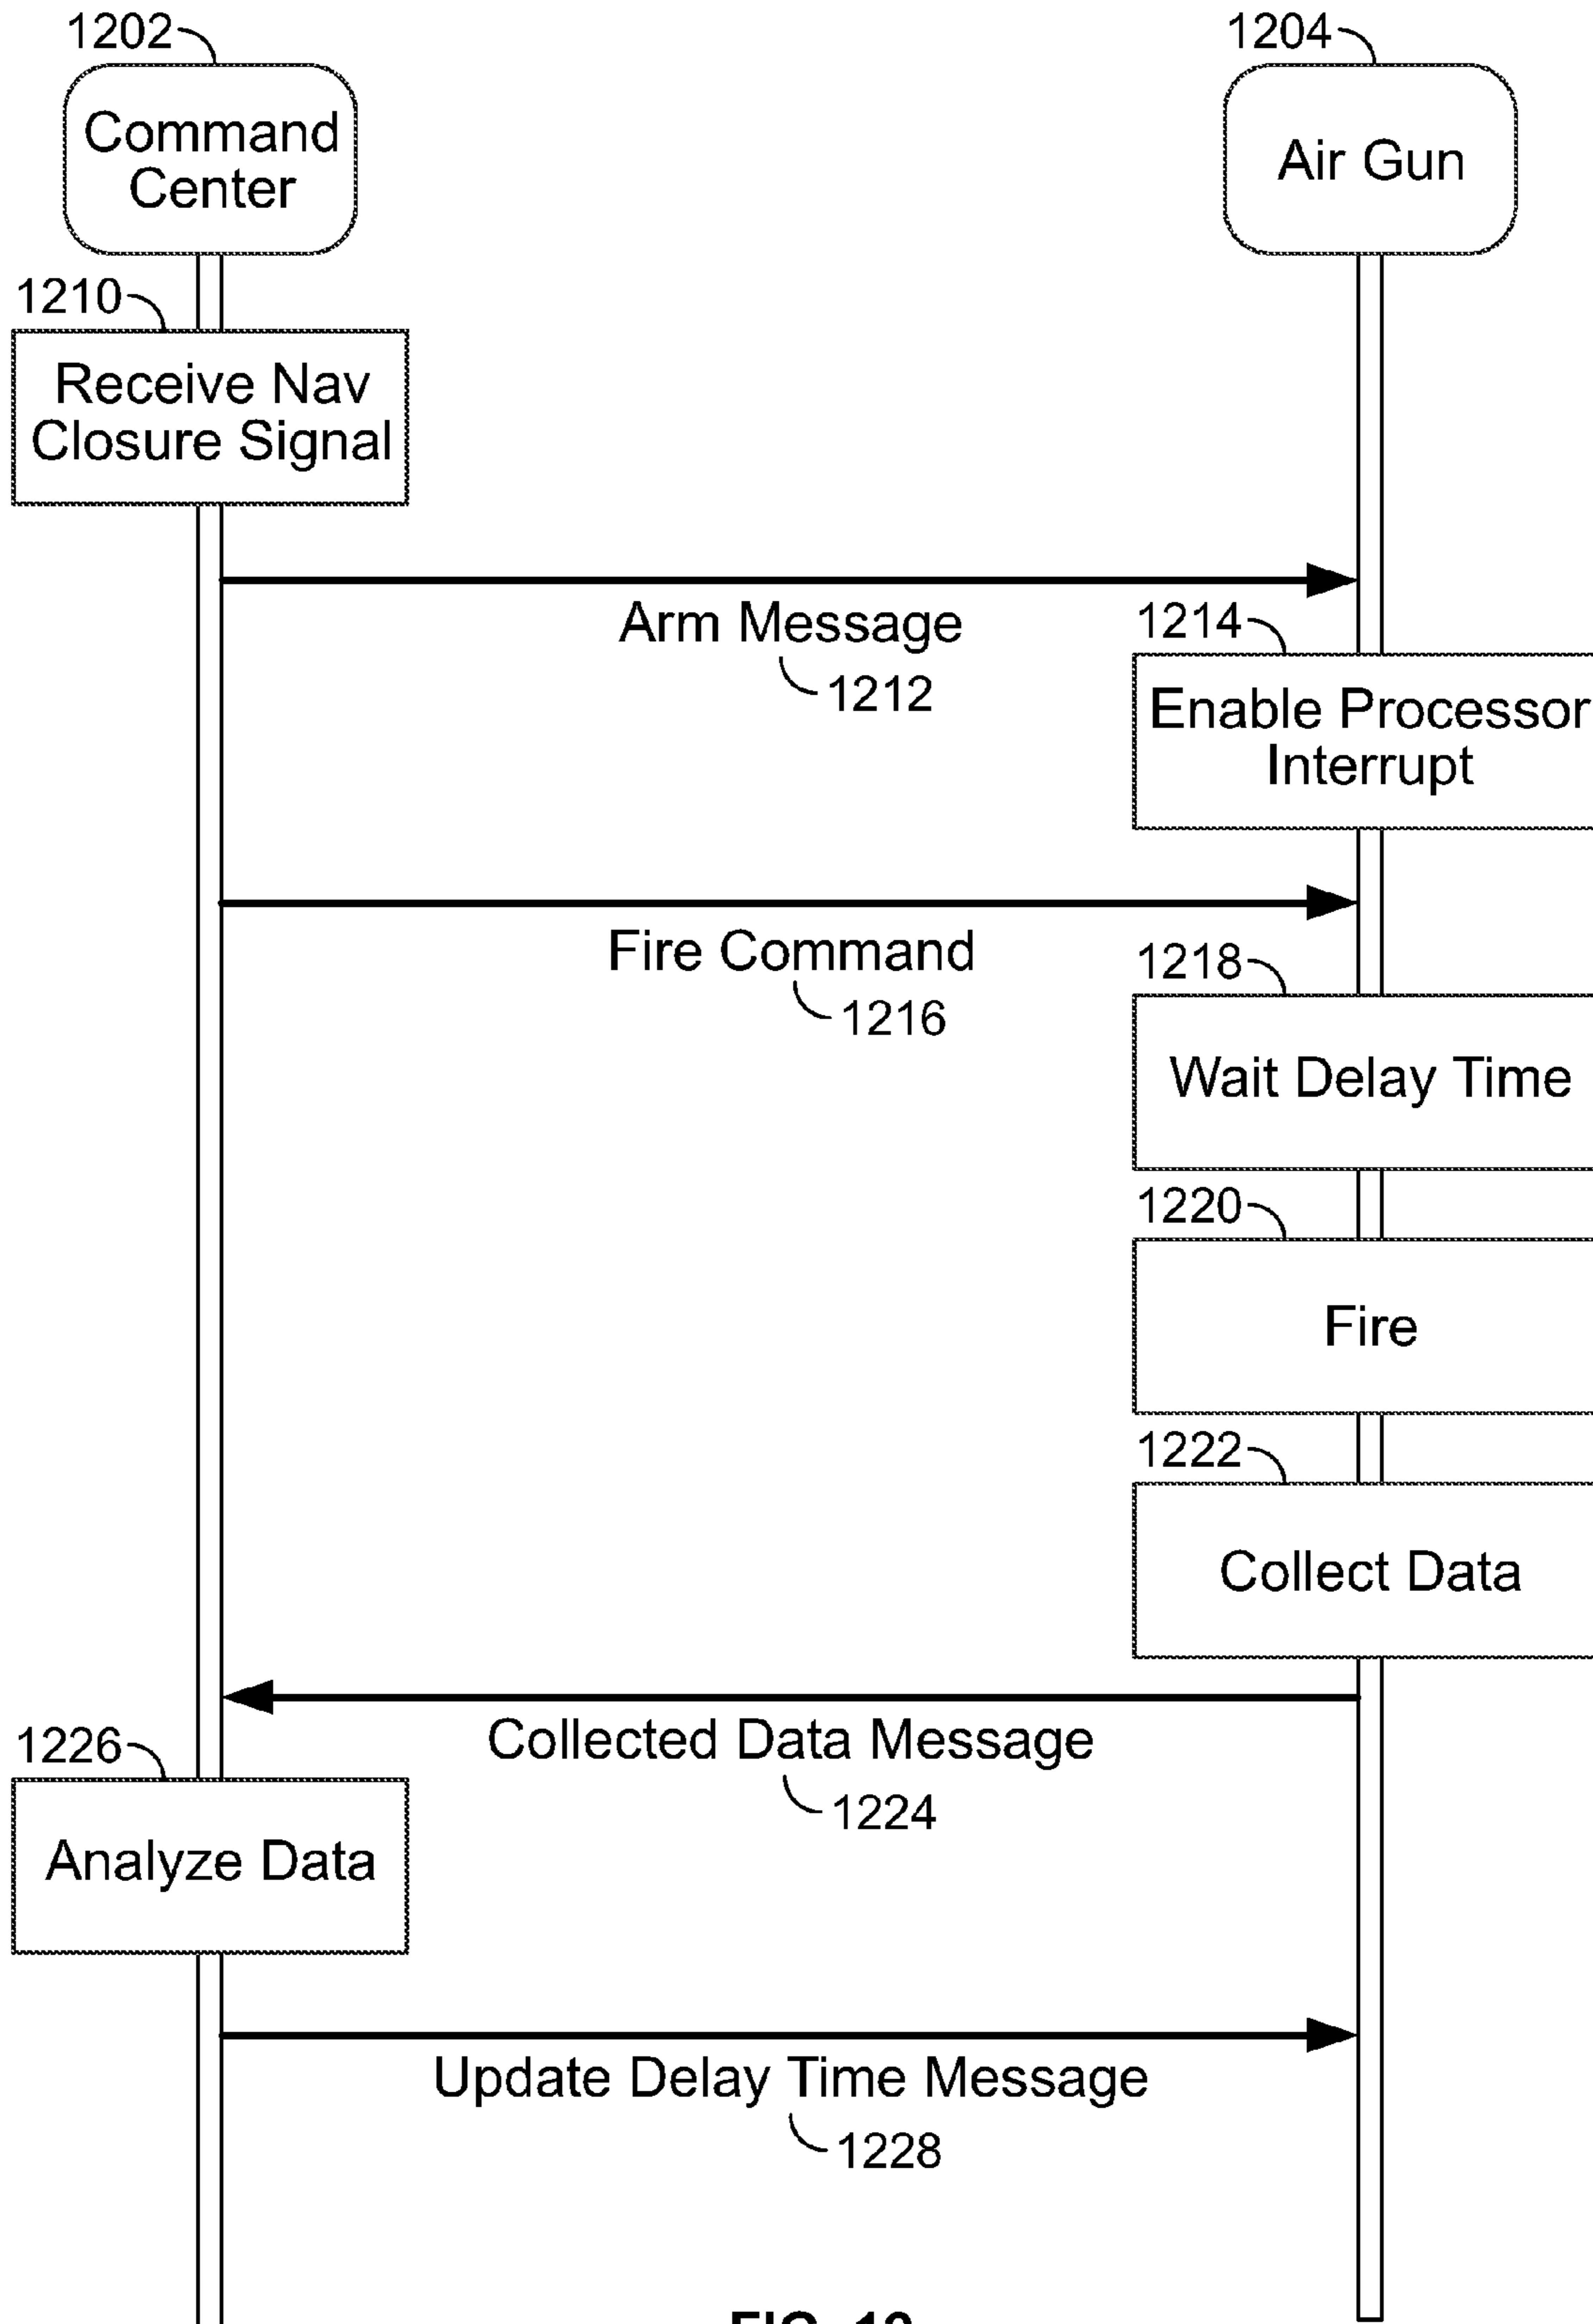 1202
1204
Command
Center
Air Gun
1210
Receive Nav
Closure Signal
Arm Message
1212
1214
Enable Processor
Interrupt
Fire Command
1216
1218
Wait Delay Time
1220
Fire
1222
Collect Data
Collected Data Message
1224
1226
Analyze Data
Update Delay Time Message
1228